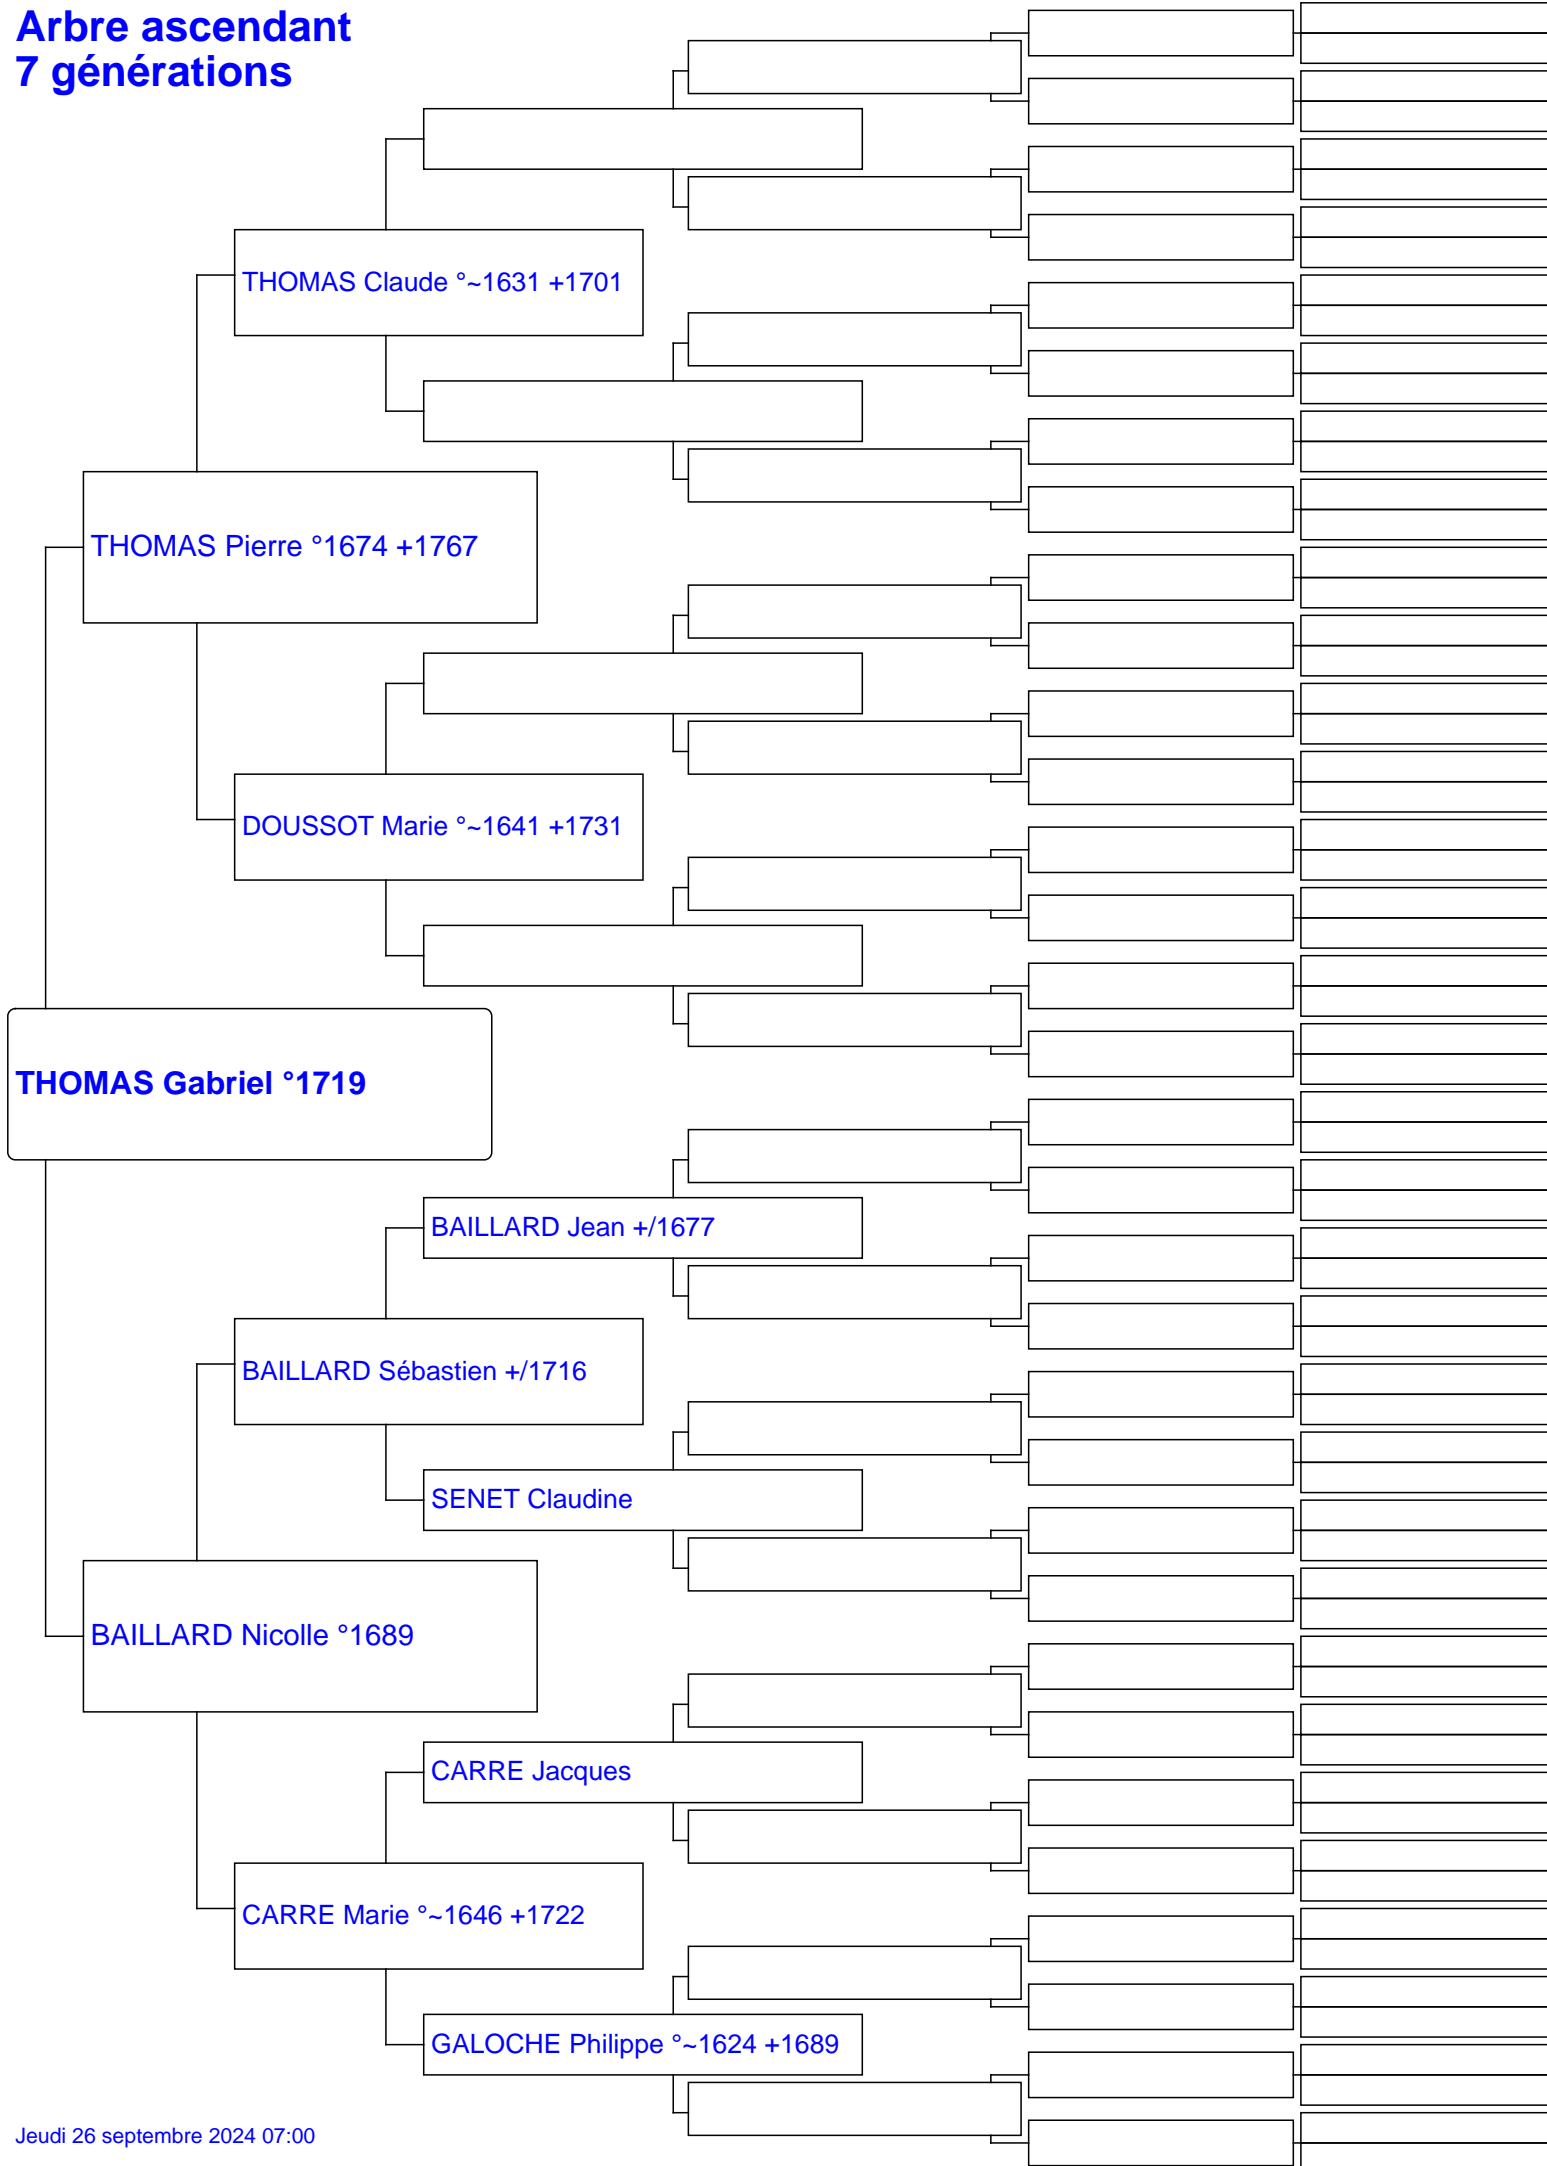 Arbre ascendant
7 générations
THOMAS Claude °~1631 +1701
THOMAS Pierre °1674 +1767
DOUSSOT Marie °~1641 +1731
THOMAS Gabriel °1719
BAILLARD Jean +/1677
BAILLARD Sébastien +/1716
SENET Claudine
BAILLARD Nicolle °1689
CARRE Jacques
CARRE Marie °~1646 +1722
GALOCHE Philippe °~1624 +1689
Jeudi 26 septembre 2024 07:00